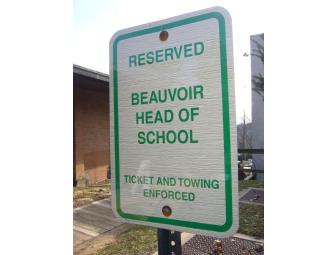 RESERVED
BEAUVOIR
HEAD OF
SCHOOL
TICKET AND TOWING
ENFORCED